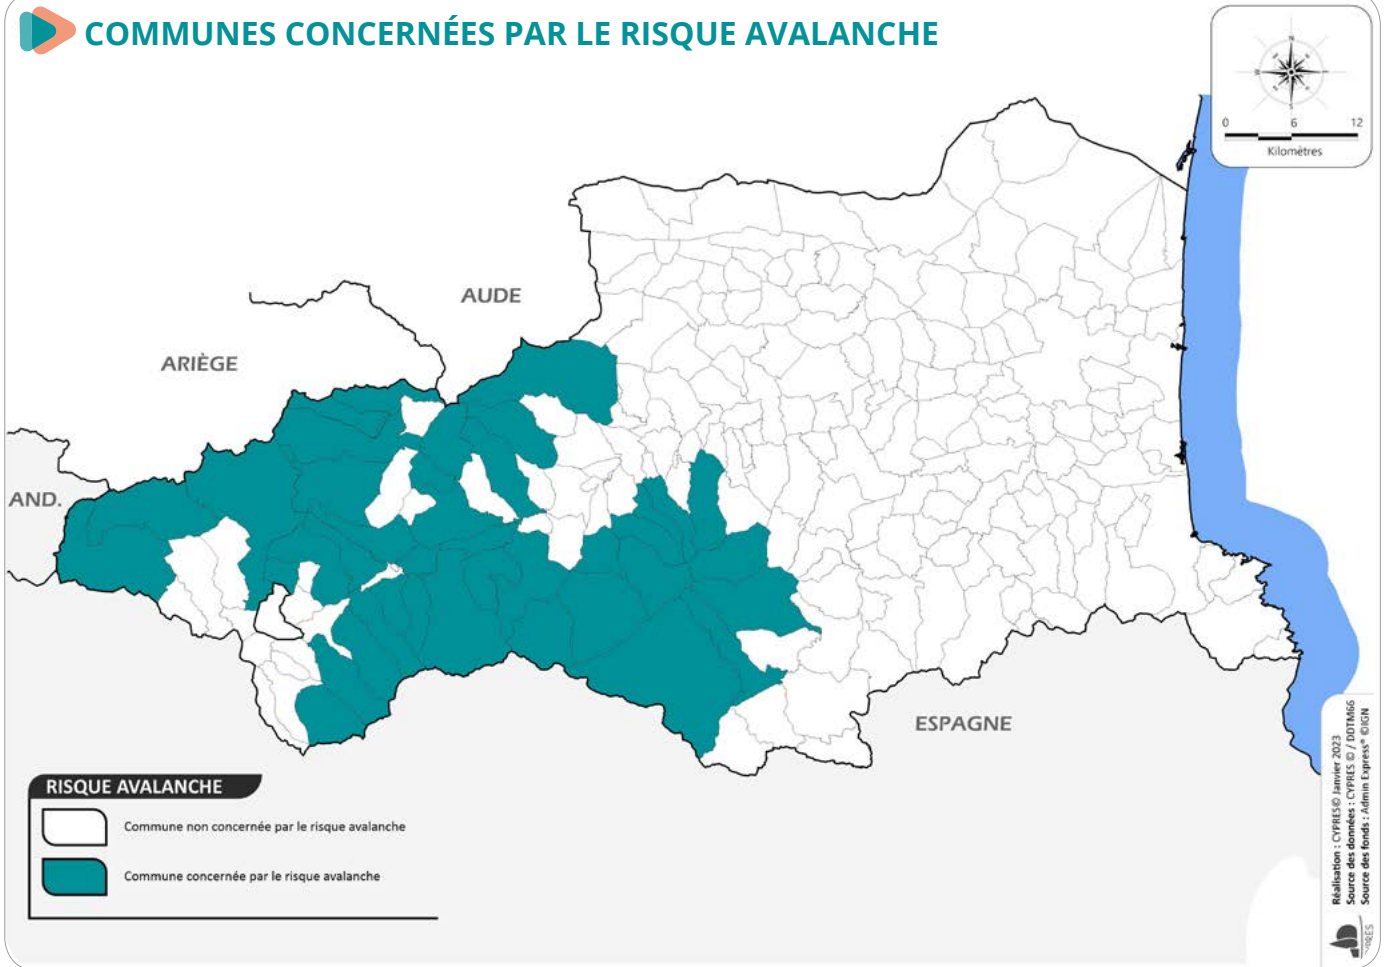 COMMUNES CONCERNÉES PAR LE RISQUE AVALANCHE
N
S
0 6 12
Kilomètres
AUDE
ARIÈGE
AND.
ESPAGNE
RISQUE AVALANCHE
Commune non concernée par le risque avalanche
Commune concernée par le risque avalanche
Réalisation : CYPRES© Janvier 2023
Source des données : CYPRES © / DDTM66
Source des fonds : Admin Express® ©IGN